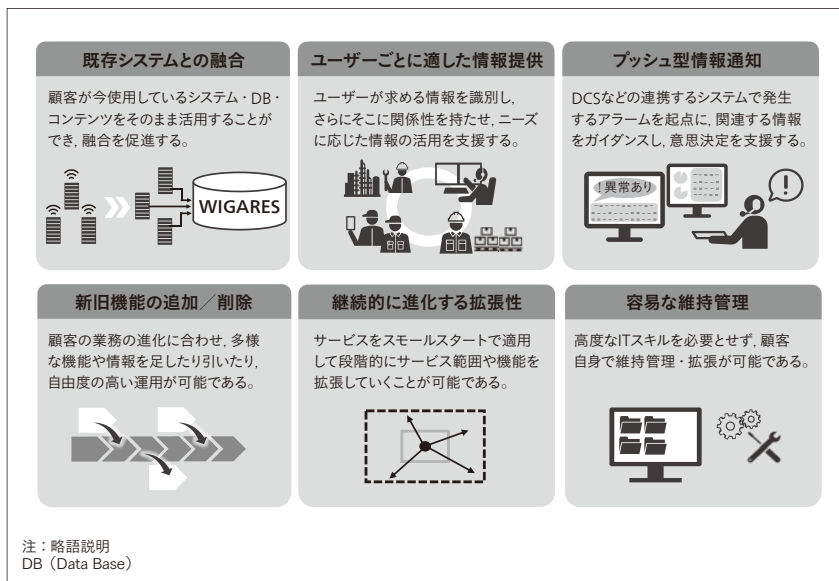 既存システムとの融合
顧客が今使用しているシステム・DB・
コンテンツをそのまま活用することが
でき, 融合を促進する。
WIGARES
ユーザーごとに適した情報提供
ユーザーが求める情報を識別し,
さらにそこに関係性を持たせ, ニーズ
に応じた情報の活用を支援する。
プッシュ型情報通知
DCSなどの連携するシステムで発生
するアラームを起点に, 関連する情報
をガイダンスし, 意思決定を支援する。
!異常あり
!
新旧機能の追加/削除
顧客の業務の進化に合わせ, 多様
な機能や情報を足したり引いたり,
自由度の高い運用が可能である。
継続的に進化する拡張性
サービスをスモールスタートで適用
して段階的にサービス範囲や機能を
拡張していくことが可能である。
容易な維持管理
高度なITスキルを必要とせず, 顧客
自身で維持管理・拡張が可能である。
注:略語説明
DB(Data Base)